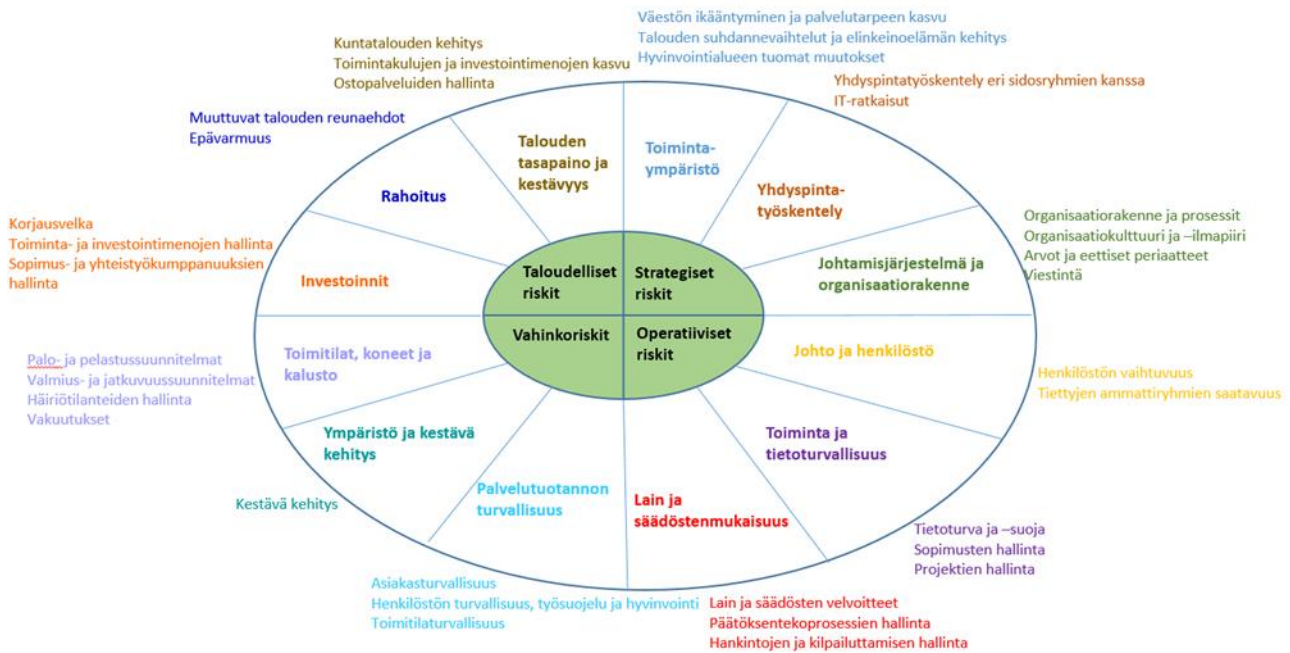 Väestön ikääntyminen ja palvelutarpeen kasvu
Talouden suhdannevaihtelut ja elinkeinoelämän kehitys
Hyvinvointialueen tuomat muutokset
Kuntatalouden kehitys
Toimintakulujen ja investointimenojen kasvu
Ostopalveluiden hallinta
Yhdyspintatyöskentely eri sidosryhmien kanssa
IT-ratkaisut
Muuttuvat talouden reunaehdot
Epävarmuus
Talouden
tasapaino ja
kestävyys
Toiminta-
ympäristö
Rahoitus
Yhdyspinta-
työskentely
Korjausvelka
Toiminta- ja investointimenojen hallinta
Sopimus- ja yhteistyökumppanuuksien
hallinta
Organisaatiorakenne ja prosessit
Organisaatiokulttuuri ja –ilmapiiri
Arvot ja eettiset periaatteet
Viestintä
Investoinnit
Taloudelliset
riskit
Strategiset
riskit
Johtamisjärjestelmä ja
organisaatiorakenne
Vahinkoriskit
Operatiiviset
riskit
Toimitilat, koneet ja
kalusto
Johto ja henkilöstö
Palo- ja pelastussuunnitelmat
Valmius- ja jatkuvuussuunnitelmat
Häiriötilanteiden hallinta
Vakuutukset
Henkilöstön vaihtuvuus
Tiettyjen ammattiryhmien saatavuus
Ympäristö ja kestävä
kehitys
Toiminta ja
tietoturvallisuus
Palvelutuotannon
turvallisuus
Lain ja
säädöstenmukaisuus
Kestävä kehitys
Tietoturva ja –suoja
Sopimusten hallinta
Projektien hallinta
Asiakasturvallisuus
Henkilöstön turvallisuus, työsuojelu ja hyvinvointi
Toimitilaturvallisuus
Lain ja säädösten velvoitteet
Päätöksentekoprosessien hallinta
Hankintojen ja kilpailuttamisen hallinta